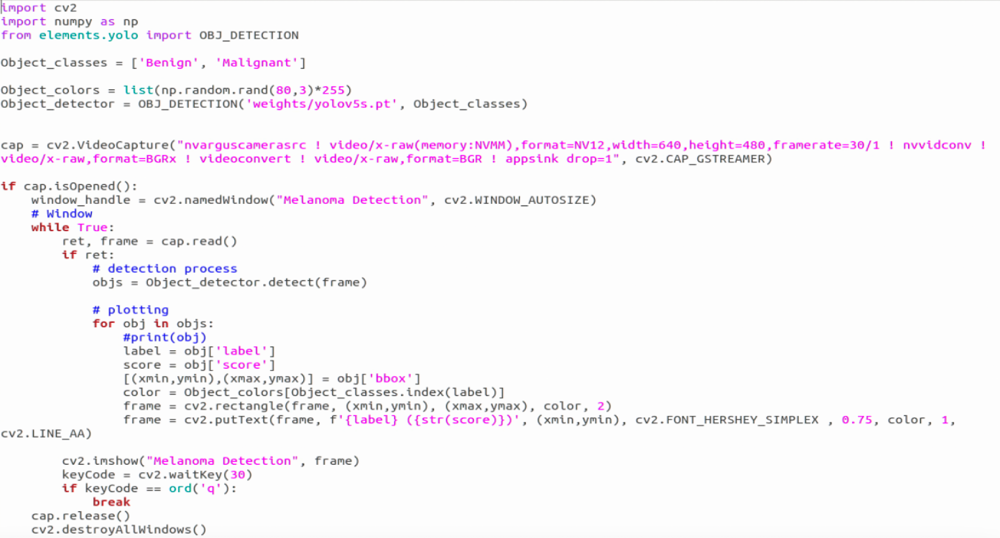 import cv2
import numpy as np
from elements.yolo import OBJ_DETECTION

Object_classes = ['Benign', 'Malignant']

Object_colors = list(np.random.rand(80,3)*255)
Object_detector = OBJ_DETECTION('weights/yolov5s.pt', Object_classes)


cap = cv2.VideoCapture("nvarguscamerasrc ! video/x-raw(memory:NVMM),format=NV12,width=640,height=480,framerate=30/1 ! nvvidconv !
video/x-raw,format=BGRx ! videoconvert ! video/x-raw,format=BGR ! appsink drop=1", cv2.CAP_GSTREAMER)

if cap.isOpened():
    window_handle = cv2.namedWindow("Melanoma Detection", cv2.WINDOW_AUTOSIZE)
    # Window
    while True:
        ret, frame = cap.read()
        if ret:
            # detection process
            objs = Object_detector.detect(frame)

            # plotting
            for obj in objs:
                #print(obj)
                label = obj['label']
                score = obj['score']
                [(xmin,ymin),(xmax,ymax)] = obj['bbox']
                color = Object_colors[Object_classes.index(label)]
                frame = cv2.rectangle(frame, (xmin,ymin), (xmax,ymax), color, 2)
                frame = cv2.putText(frame, f'{label} ({str(score)})', (xmin,ymin), cv2.FONT_HERSHEY_SIMPLEX , 0.75, color, 1,
cv2.LINE_AA)

        cv2.imshow("Melanoma Detection", frame)
        keyCode = cv2.waitKey(30)
        if keyCode == ord('q'):
            break
    cap.release()
    cv2.destroyAllWindows()